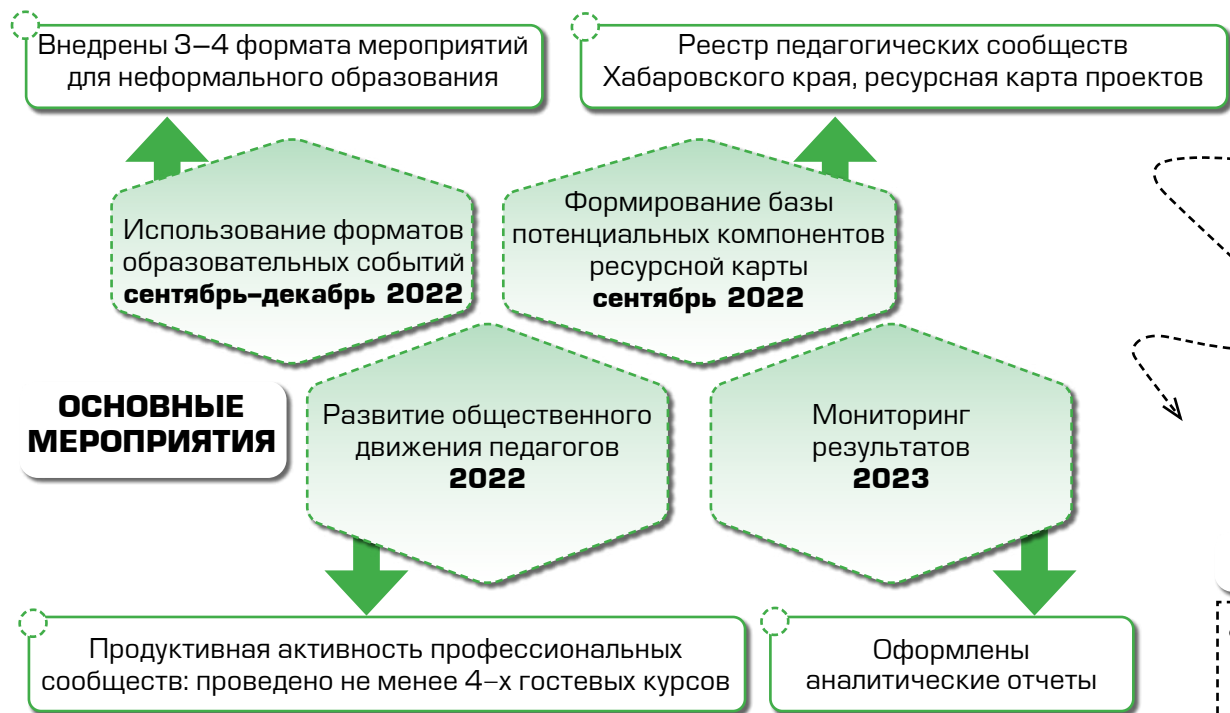 Внедрены 3–4 формата мероприятий
для неформального образования
Реестр педагогических сообществ
Хабаровского края, ресурсная карта проектов
Использование форматов
образовательных событий
сентябрь–декабрь 2022
Формирование базы
потенциальных компонентов
ресурсной карты
сентябрь 2022
ОСНОВНЫЕ
МЕРОПРИЯТИЯ
Развитие общественного
движения педагогов
2022
Мониторинг
результатов
2023
Продуктивная активность профессиональных
сообществ: проведено не менее 4–х гостевых курсов
Оформлены
аналитические отчеты